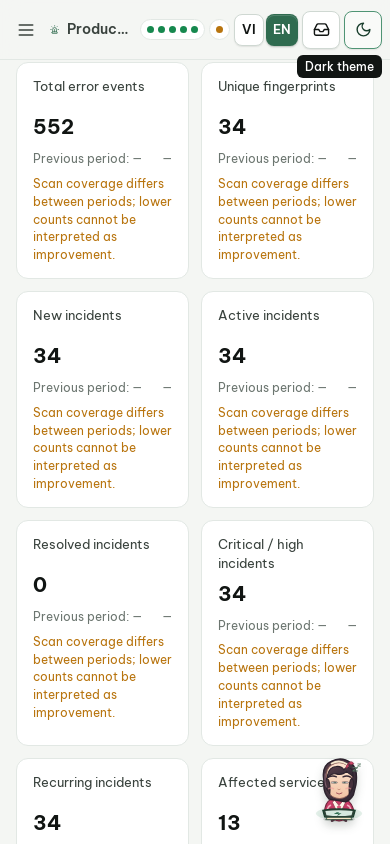 Produc...
VI
EN
Dark theme
Total error events
552
Previous period: — —
Scan coverage differs
between periods; lower
counts cannot be
interpreted as
improvement.
Unique fingerprints
34
Previous period: — —
Scan coverage differs
between periods; lower
counts cannot be
interpreted as
improvement.
New incidents
34
Previous period: — —
Scan coverage differs
between periods; lower
counts cannot be
interpreted as
improvement.
Active incidents
34
Previous period: — —
Scan coverage differs
between periods; lower
counts cannot be
interpreted as
improvement.
Resolved incidents
0
Previous period: — —
Scan coverage differs
between periods; lower
counts cannot be
interpreted as
improvement.
Critical / high
incidents
34
Previous period: — —
Scan coverage differs
between periods; lower
counts cannot be
interpreted as
improvement.
Recurring incidents
34
Affected service
13